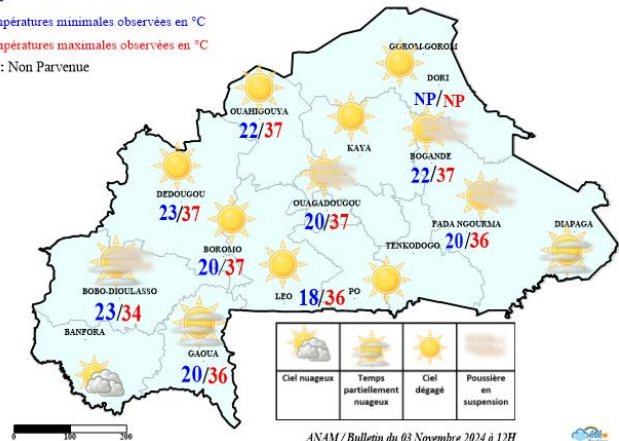 mpératures minimales observées en °C
mpératures maximales observées en °C
: Non Parvenue
GOROM-GOROM
DORI
NP/NP
OUAHIGOUYA
22/37
KAYA
BOGANDE
22/37
DEDOUGOU
23/37
OUAGADOUGOU
20/37
FADA NGOURMA
20/36
DIAPAGA
BOROMO
20/37
TENKODOGO
BOBO-DIOULASSO
23/34
LEO
18/36
PO
BANFORA
GAOUA
20/36
Ciel nuageux
Temps partiellement nuageux
Ciel dégagé
Poussière en suspension
0 100 200
ANAM / Bulletin du 03 Novembre 2024 à 12H